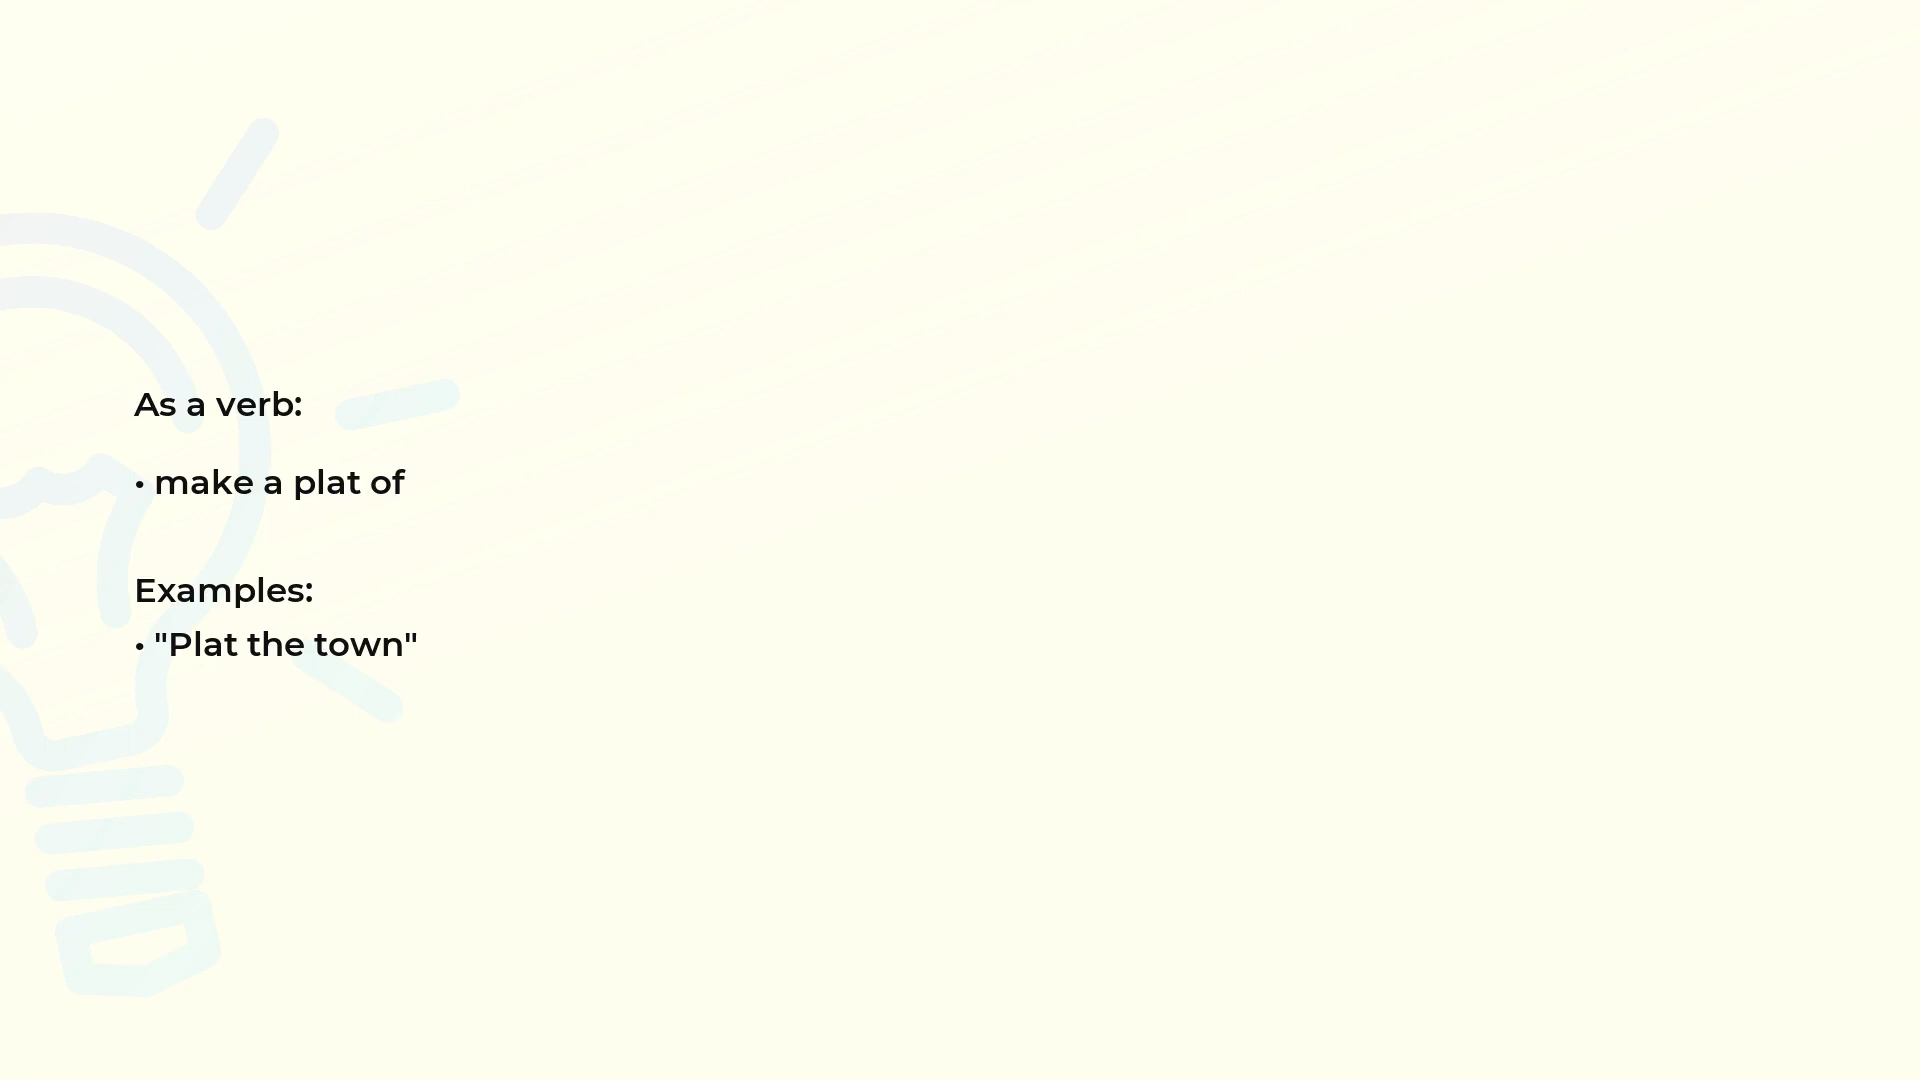 As a verb:
• make a plat of
Examples:
• "Plat the town"